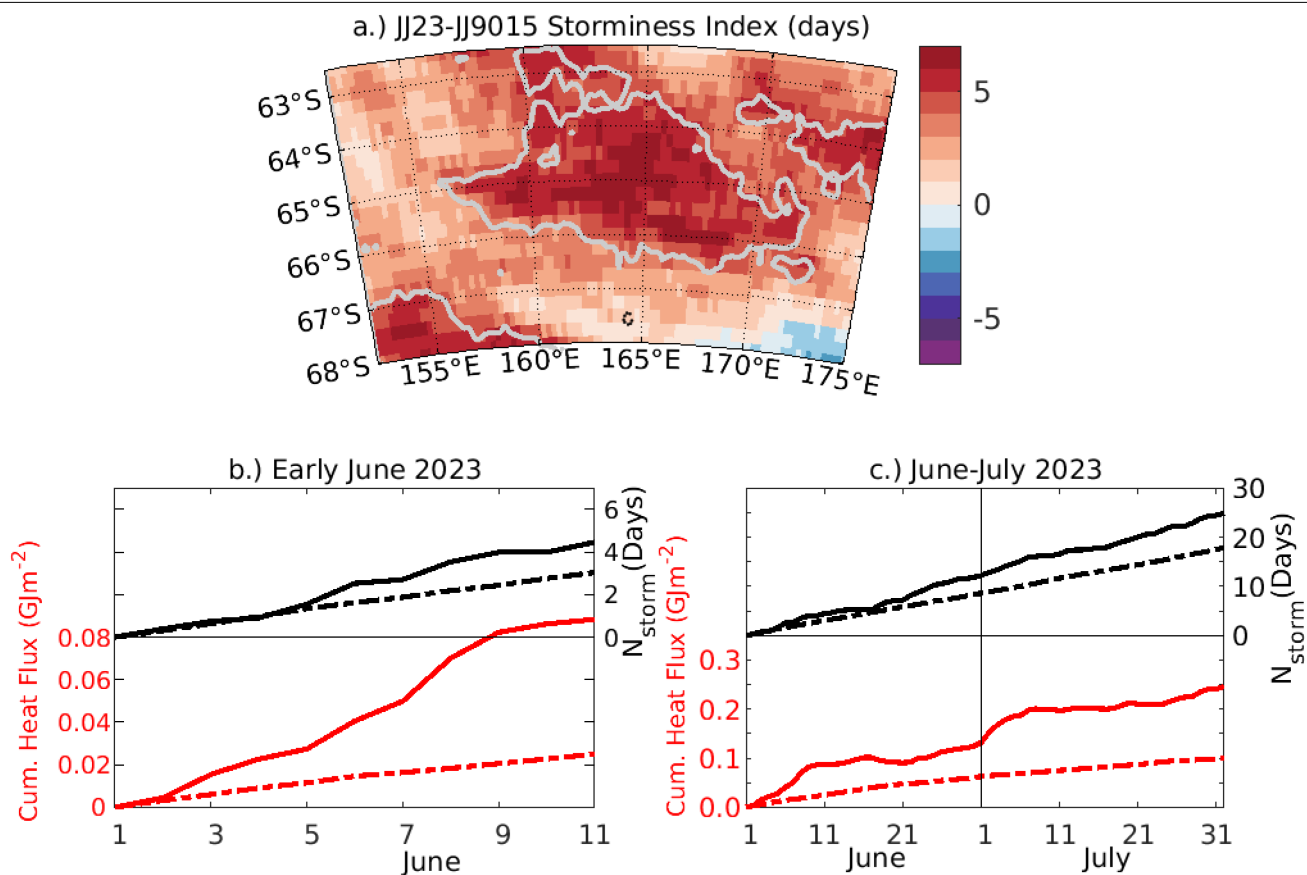 a.) JJ23-JJ9015 Storminess Index (days)
63°S
64°S
65°S
66°S
67°S
68°S
155°E 160°E 165°E 170°E 175°E
5
0
-5
b.) Early June 2023
Cum. Heat Flux (GJm⁻²)
0.08
0.06
0.04
0.02
0
6
4
2
0
N_storm (Days)
1 3 5 7 9 11
June
c.) June-July 2023
Cum. Heat Flux (GJm⁻²)
0.3
0.2
0.1
0.0
30
20
10
0
N_storm (Days)
1 11 21 1 11 21 31
June July